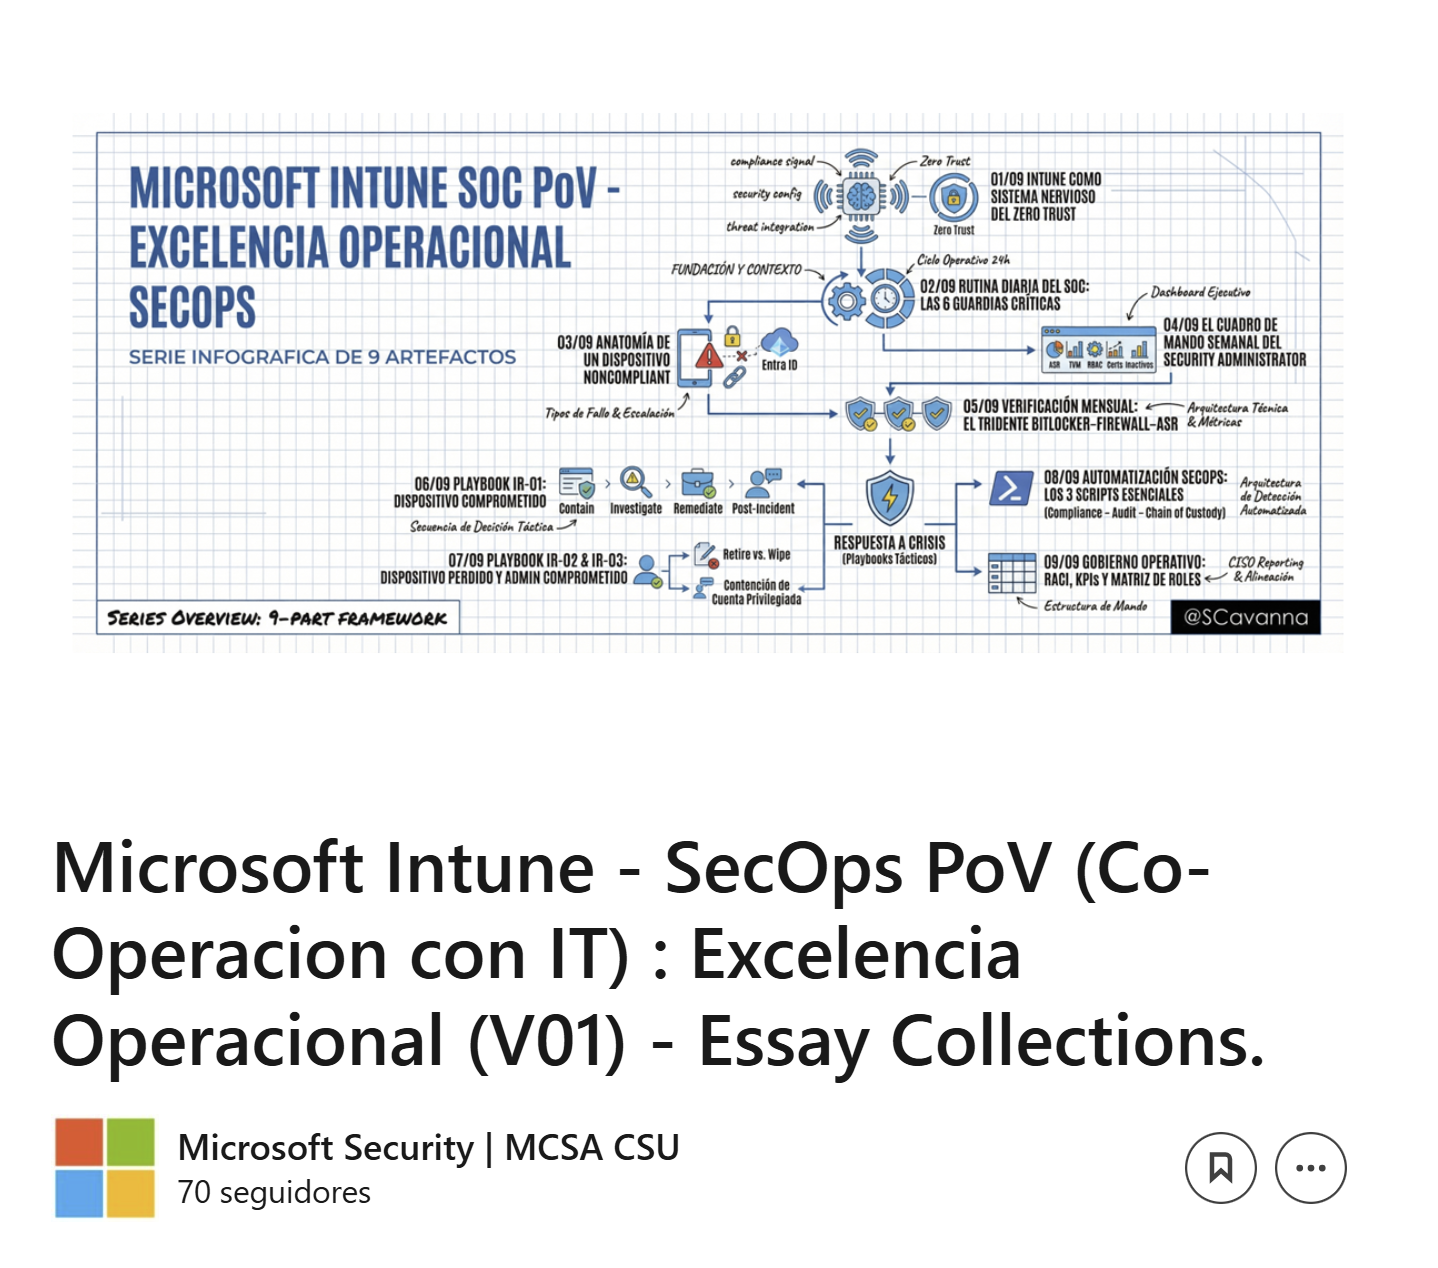 MICROSOFT INTUNE SOC PoV -
EXCELENCIA OPERACIONAL
SECOPS
SERIE INFOGRAFICA DE 9 ARTEFACTOS
compliance signal
security config
threat integration
Zero Trust
Zero Trust
01/09 INTUNE COMO
SISTEMA NERVIOSO
DEL ZERO TRUST
FUNDACIÓN Y CONTEXTO
Ciclo Operativo 24h
02/09 RUTINA DIARIA DEL SOC:
LAS 6 GUARDIAS CRÍTICAS
03/09 ANATOMÍA DE
UN DISPOSITIVO
NONCOMPLIANT
Entra ID
Tipos de Fallo & Escalación
Dashboard Ejecutivo
ASR TVM RBAC Certs Inactivos
04/09 EL CUADRO DE
MANDO SEMANAL DEL
SECURITY ADMINISTRATOR
05/09 VERIFICACIÓN MENSUAL:
EL TRIDENTE BITLOCKER-FIREWALL-ASR
Arquitectura Técnica
& Métricas
06/09 PLAYBOOK IR-01:
DISPOSITIVO COMPROMETIDO
Secuencia de Decisión Táctica
Contain
Investigate
Remediate
Post-Incident
07/09 PLAYBOOK IR-02 & IR-03:
DISPOSITIVO PERDIDO Y ADMIN COMPROMETIDO
Retire vs. Wipe
Contención de
Cuenta Privilegiada
RESPUESTA A CRISIS
(Playbooks Tácticos)
08/09 AUTOMATIZACIÓN SECOPS:
LOS 3 SCRIPTS ESENCIALES
(Compliance - Audit - Chain of Custody)
Arquitectura
de Detección
Automatizada
09/09 GOBIERNO OPERATIVO:
RACI, KPIs Y MATRIZ DE ROLES
CISO Reporting
& Alineación
Estructura de Mando
SERIES OVERVIEW: 9-PART FRAMEWORK
@SCavanna
Microsoft Intune - SecOps PoV (Co-
Operacion con IT) : Excelencia
Operacional (V01) - Essay Collections.
Microsoft Security | MCSA CSU
70 seguidores